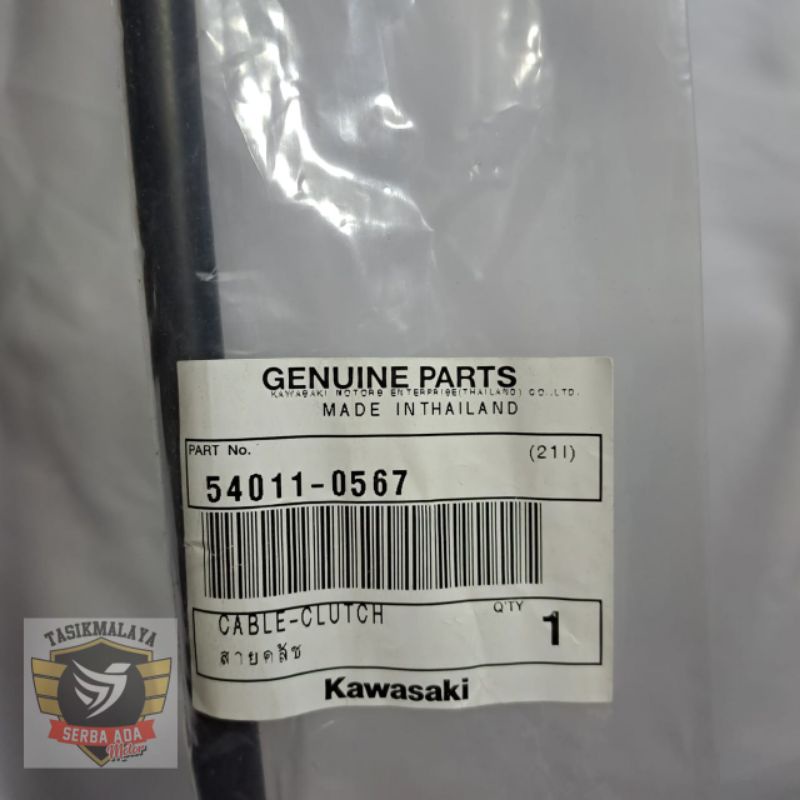 GENUINE PARTS
KAWASAKI MOTORS ENTERPRISE(THAILAND) CO.,LTD.
MADE INTHAILAND
PART No. (21I)
54011-0567
CABLE-CLUTCH Q'TY 1
สายคลัช
Kawasaki
TASIKMALAYA
SERBA ADA
Motor